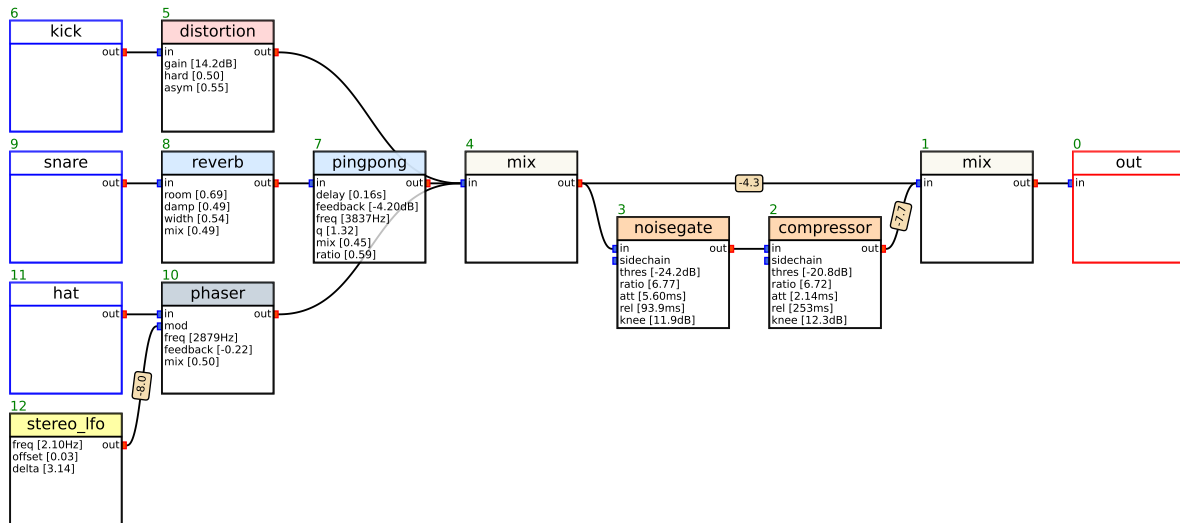 6
kick
out
5
distortion
in out
gain [14.2dB]
hard [0.50]
asym [0.55]
9
snare
out
8
reverb
in out
room [0.69]
damp [0.49]
width [0.54]
mix [0.49]
7
pingpong
in out
delay [0.16s]
feedback [-4.20dB]
freq [3837Hz]
q [1.32]
mix [0.45]
ratio [0.59]
4
mix
in out
-4.3
1
mix
in out
0
out
in
3
noisegate
in out
sidechain
thres [-24.2dB]
ratio [6.77]
att [5.60ms]
rel [93.9ms]
knee [11.9dB]
2
compressor
in out
sidechain
thres [-20.8dB]
ratio [6.72]
att [2.14ms]
rel [253ms]
knee [12.3dB]
-7.7
11
hat
out
10
phaser
in out
mod
freq [2879Hz]
feedback [-0.22]
mix [0.50]
-8.0
12
stereo_lfo
freq [2.10Hz] out
offset [0.03]
delta [3.14]